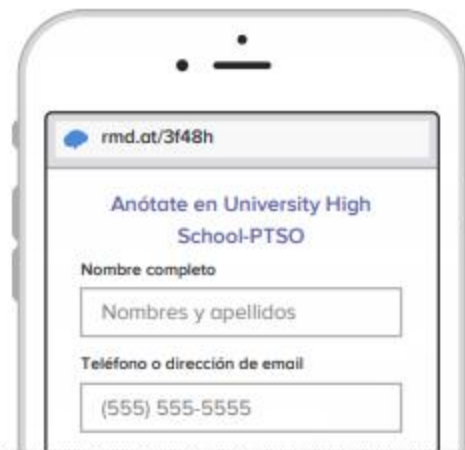 rmd.at/3f48h
Anótate en University High
School-PTSO
Nombre completo
Nombres y apellidos
Teléfono o dirección de email
(555) 555-5555